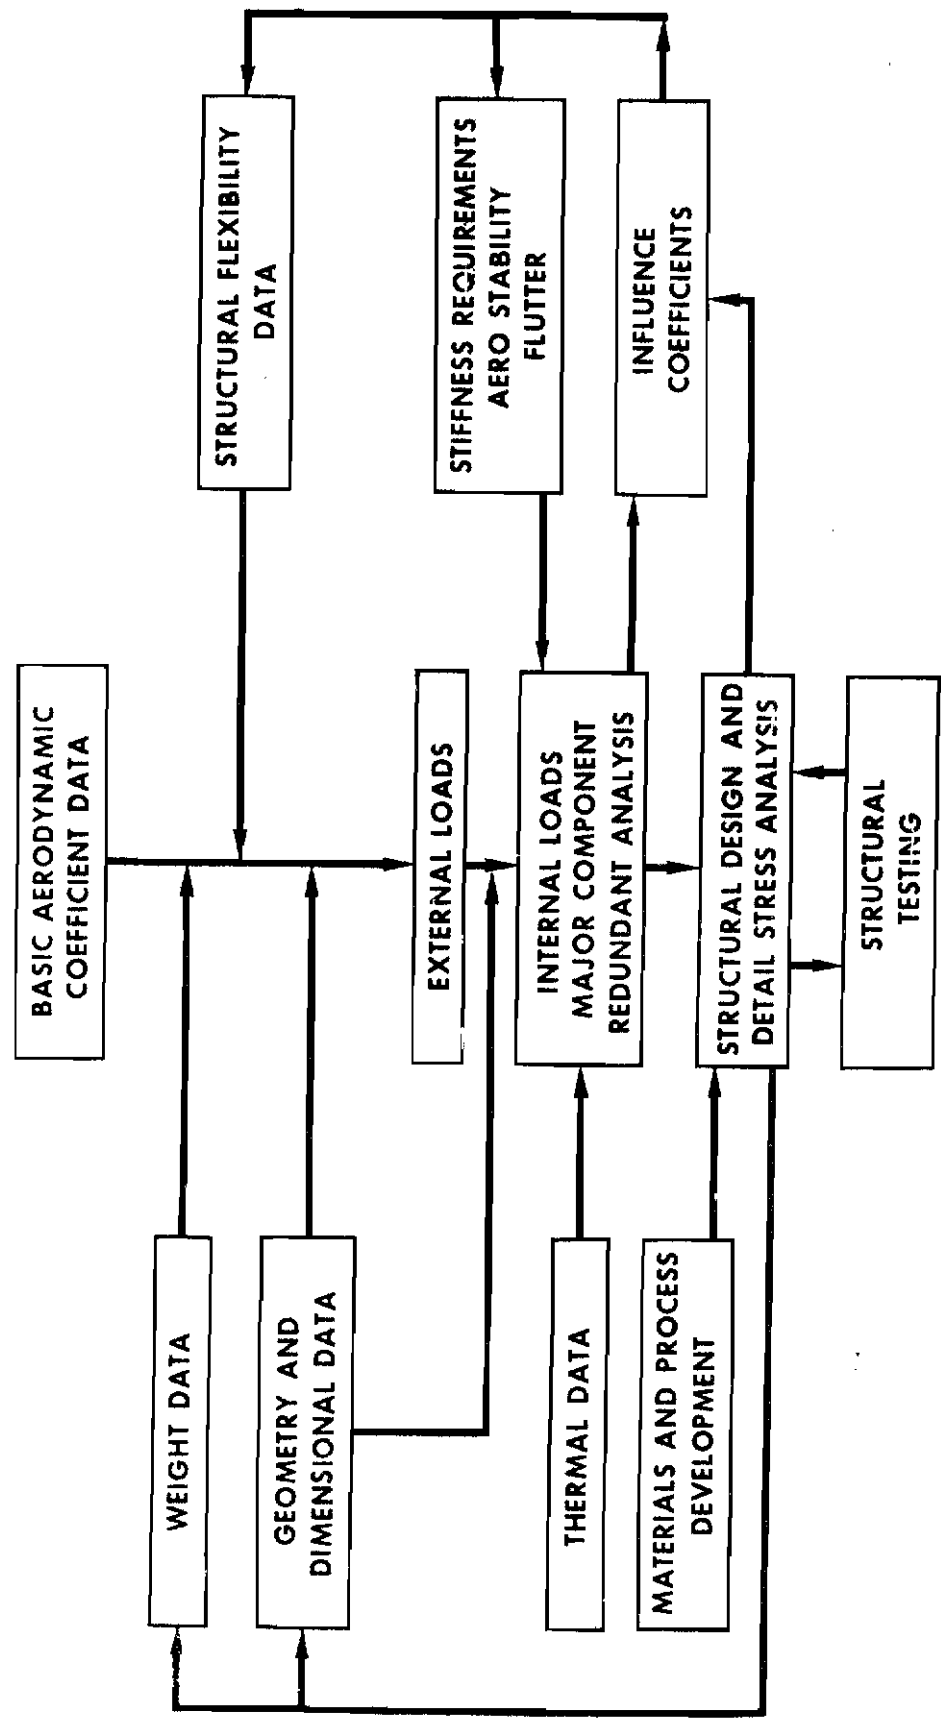 BASIC AERODYNAMIC
COEFFICIENT DATA
WEIGHT DATA
STRUCTURAL FLEXIBILITY
DATA
GEOMETRY AND
DIMENSIONAL DATA
EXTERNAL LOADS
STIFFNESS REQUIREMENTS
AERO STABILITY
FLUTTER
THERMAL DATA
INTERNAL LOADS
MAJOR COMPONENT
REDUNDANT ANALYSIS
INFLUENCE
COEFFICIENTS
MATERIALS AND PROCESS
DEVELOPMENT
STRUCTURAL DESIGN AND
DETAIL STRESS ANALYSIS
STRUCTURAL
TESTING